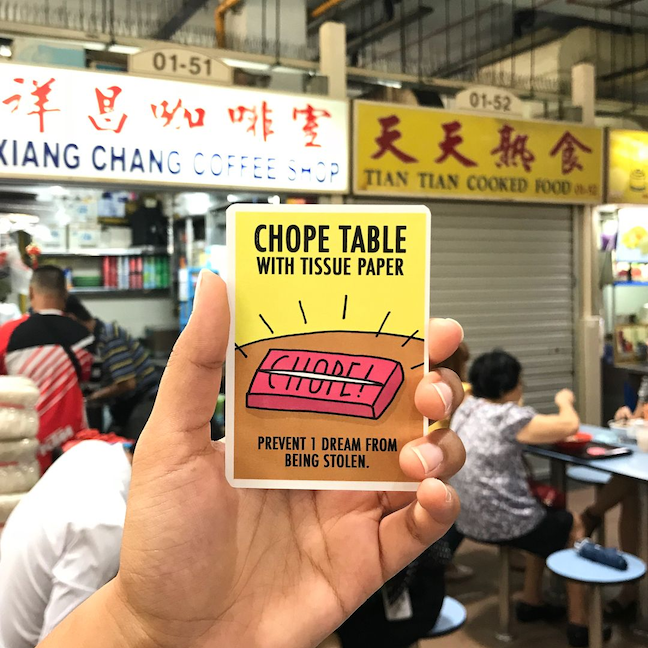 01-51
祥昌咖啡室
XIANG CHANG COFFEE SHOP
01-52
天天熟食
TIAN TIAN COOKED FOOD
CHOPE TABLE
WITH TISSUE PAPER
CHOPE!
PREVENT 1 DREAM FROM
BEING STOLEN.